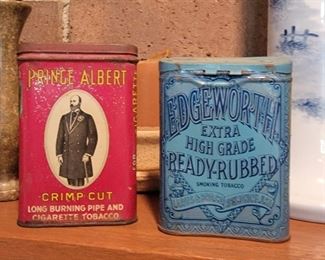 PRINCE ALBERT
CRIMP CUT
LONG BURNING PIPE AND
CIGARETTE TOBACCO
EDGEWORTH
EXTRA
HIGH GRADE
READY-RUBBED
SMOKING TOBACCO